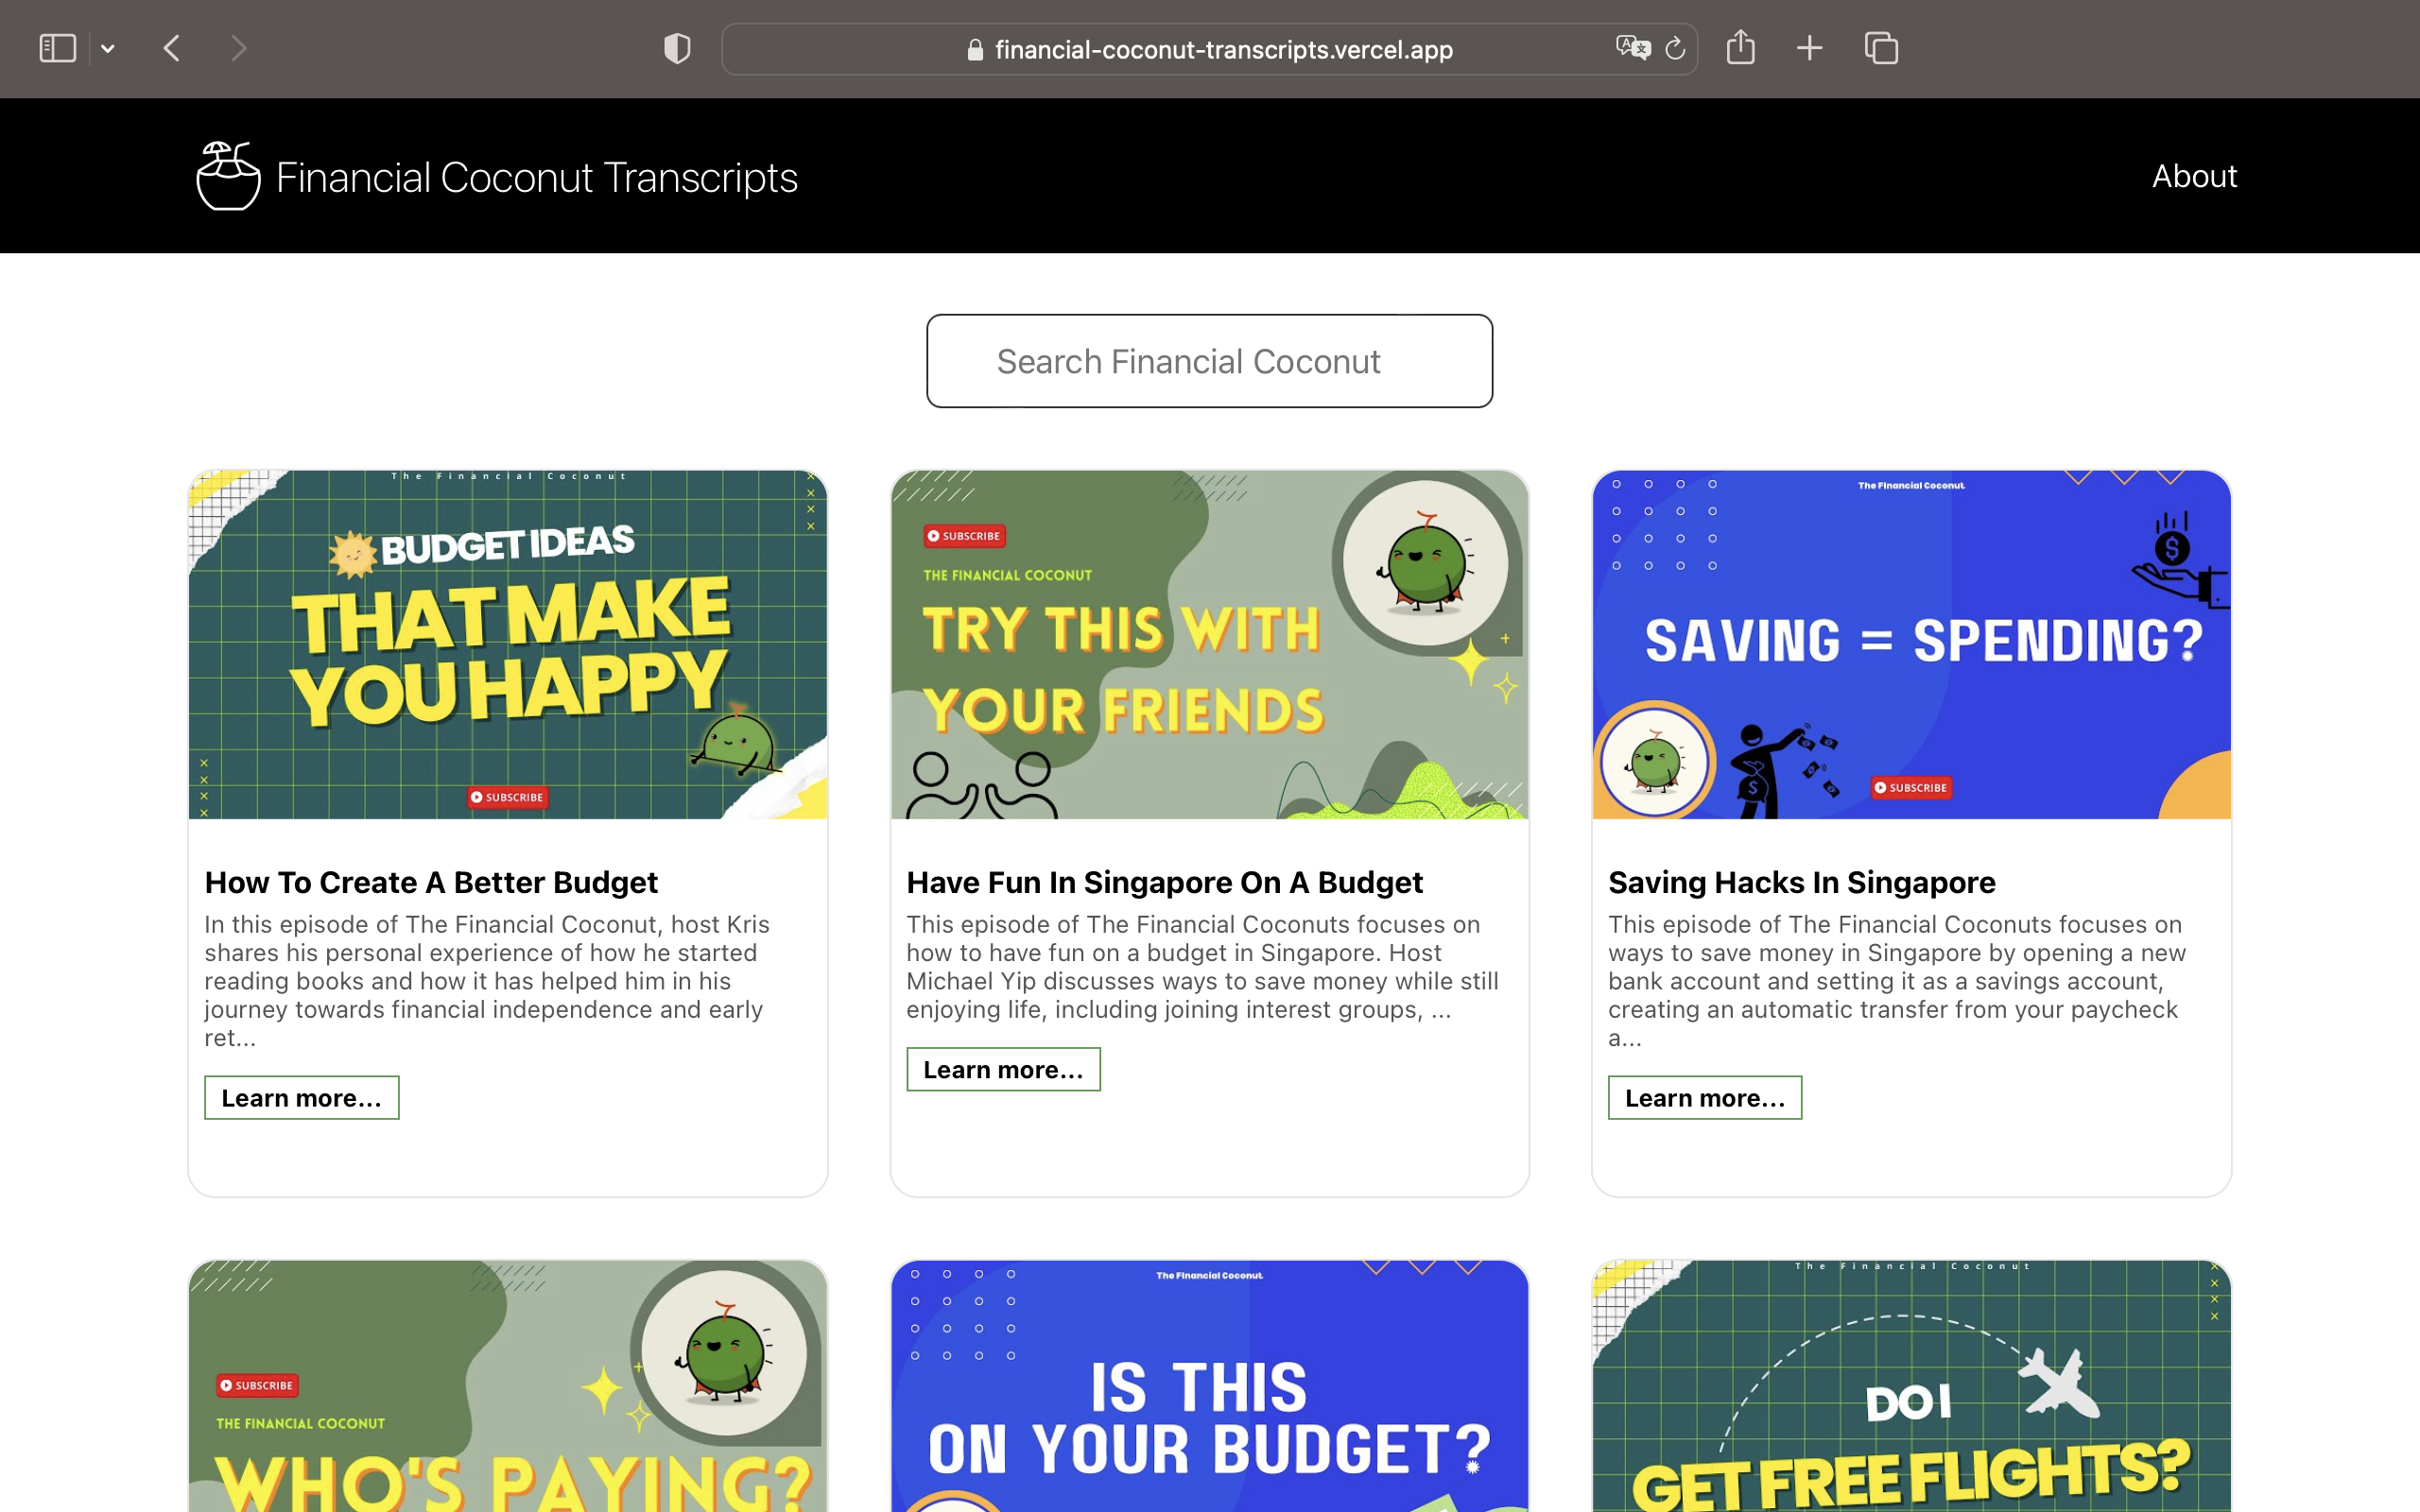 financial-coconut-transcripts.vercel.app
Financial Coconut Transcripts
About
Search Financial Coconut
The Financial Coconut
BUDGET IDEAS
THAT MAKE
YOU HAPPY
SUBSCRIBE
How To Create A Better Budget
In this episode of The Financial Coconut, host Kris
shares his personal experience of how he started
reading books and how it has helped him in his
journey towards financial independence and early
ret...
Learn more...
SUBSCRIBE
THE FINANCIAL COCONUT
TRY THIS WITH
YOUR FRIENDS
Have Fun In Singapore On A Budget
This episode of The Financial Coconuts focuses on
how to have fun on a budget in Singapore. Host
Michael Yip discusses ways to save money while still
enjoying life, including joining interest groups, ...
Learn more...
The Financial Coconut
SAVING = SPENDING?
SUBSCRIBE
Saving Hacks In Singapore
This episode of The Financial Coconuts focuses on
ways to save money in Singapore by opening a new
bank account and setting it as a savings account,
creating an automatic transfer from your paycheck
a...
Learn more...
SUBSCRIBE
THE FINANCIAL COCONUT
WHO'S PAYING?
The Financial Coconut
IS THIS
ON YOUR BUDGET?
The Financial Coconut
DO I
GET FREE FLIGHTS?